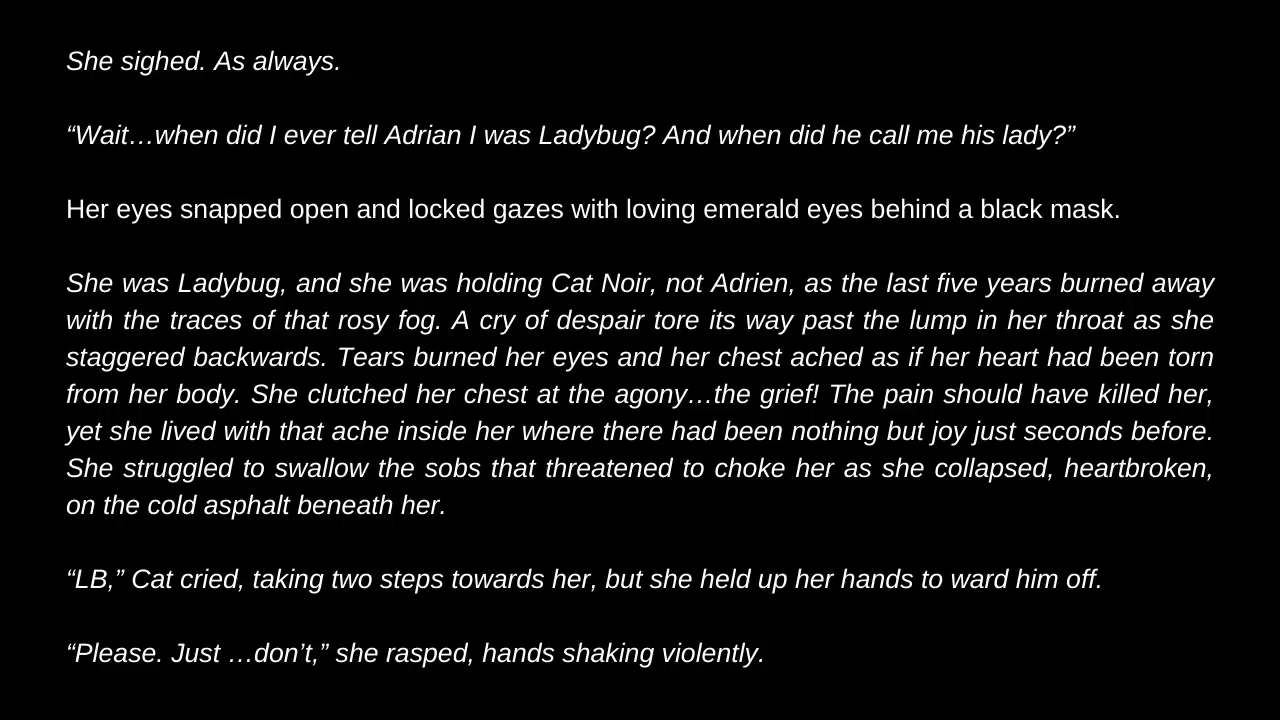 She sighed. As always.
“Wait…when did I ever tell Adrian I was Ladybug? And when did he call me his lady?”
Her eyes snapped open and locked gazes with loving emerald eyes behind a black mask.
She was Ladybug, and she was holding Cat Noir, not Adrien, as the last five years burned away
with the traces of that rosy fog. A cry of despair tore its way past the lump in her throat as she
staggered backwards. Tears burned her eyes and her chest ached as if her heart had been torn
from her body. She clutched her chest at the agony…the grief! The pain should have killed her,
yet she lived with that ache inside her where there had been nothing but joy just seconds before.
She struggled to swallow the sobs that threatened to choke her as she collapsed, heartbroken,
on the cold asphalt beneath her.
“LB,” Cat cried, taking two steps towards her, but she held up her hands to ward him off.
“Please. Just …don’t,” she rasped, hands shaking violently.